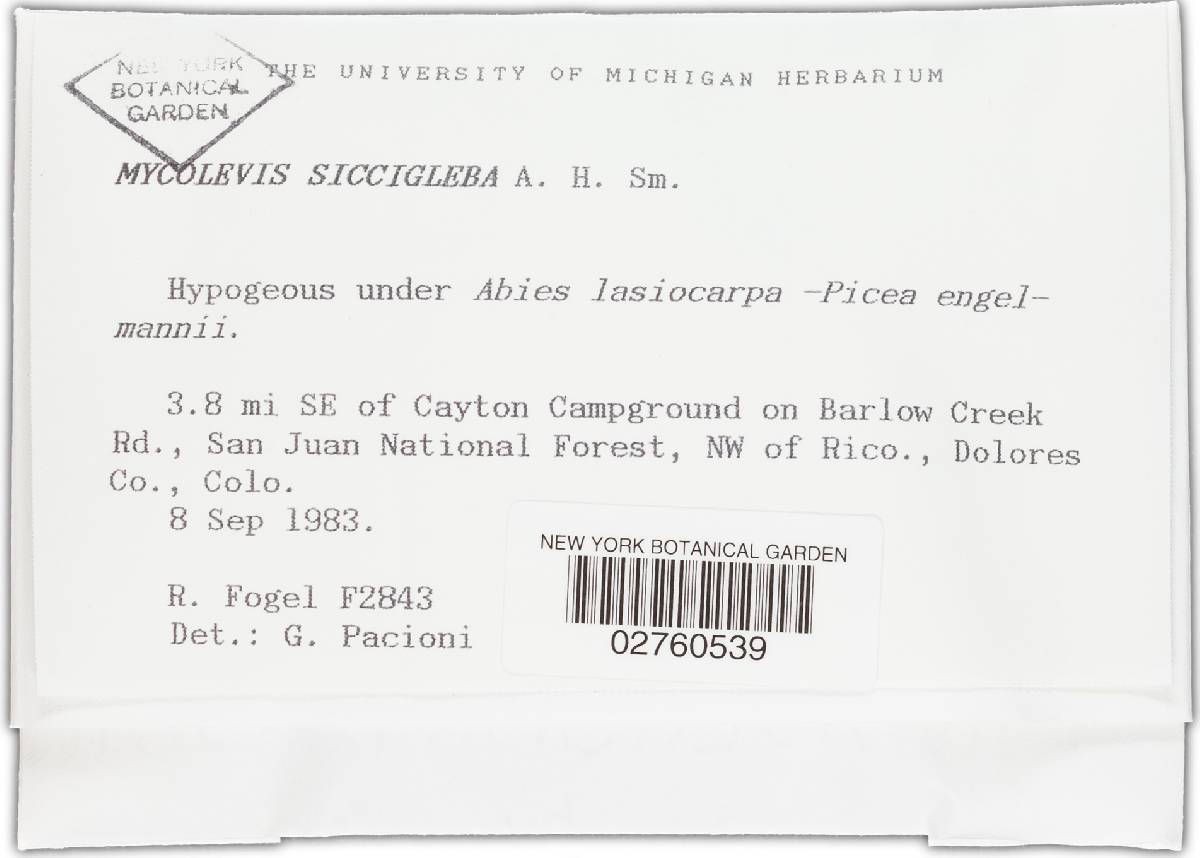 NEW YORK
BOTANICAL
GARDEN
THE UNIVERSITY OF MICHIGAN HERBARIUM
MYCOLEVIS SICCIGLEBA A. H. Sm.
Hypogeous under Abies lasiocarpa -Picea engel-
mannii.
3.8 mi SE of Cayton Campground on Barlow Creek
Rd., San Juan National Forest, NW of Rico., Dolores
Co., Colo.
8 Sep 1983.
R. Fogel F2843
Det.: G. Pacioni
NEW YORK BOTANICAL GARDEN
02760539